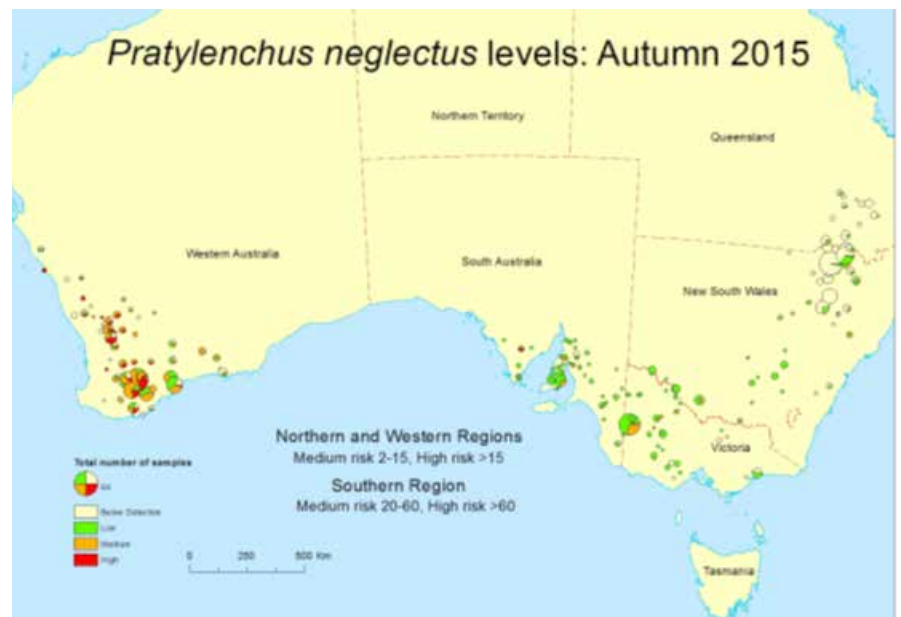 Pratylenchus neglectus levels: Autumn 2015
Northern Territory
Queensland
Western Australia
South Australia
New South Wales
Northern and Western Regions
Medium risk 2-15, High risk >15
Southern Region
Medium risk 20-60, High risk >60
Victoria
Total number of samples
Below Detection
Low
Medium
High
0 250 500 Km
Tasmania